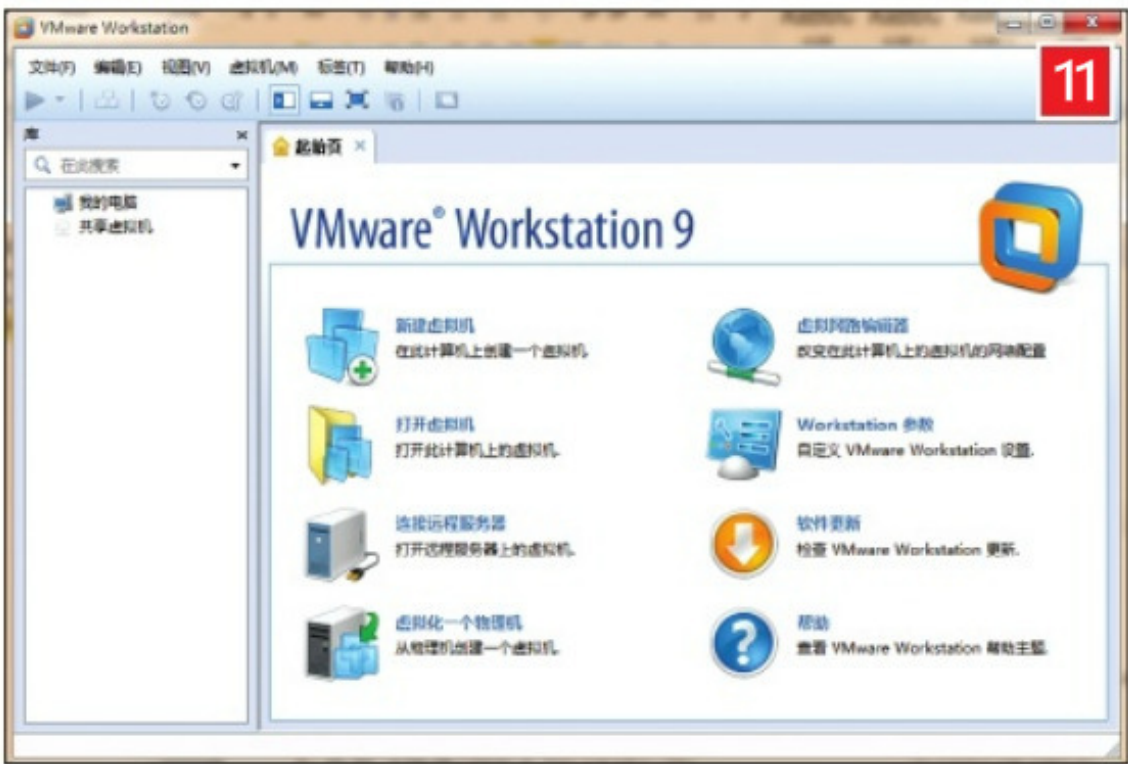 VMware Workstation
文件(F) 编辑(E) 视图(V) 虚拟机(M) 标签(T) 帮助(H)
11
库
在此搜索
我的电脑
共享虚拟机
起始页
VMware® Workstation 9
新建虚拟机
在此计算机上创建一个虚拟机.
打开虚拟机
打开此计算机上的虚拟机.
连接远程服务器
打开远程服务器上的虚拟机.
虚拟化一个物理机
从物理机创建一个虚拟机.
虚拟网路编辑器
改变在此计算机上的虚拟机的网络配置
Workstation 参数
自定义 VMware Workstation 设置.
软件更新
检查 VMware Workstation 更新.
帮助
查看 VMware Workstation 帮助主题.